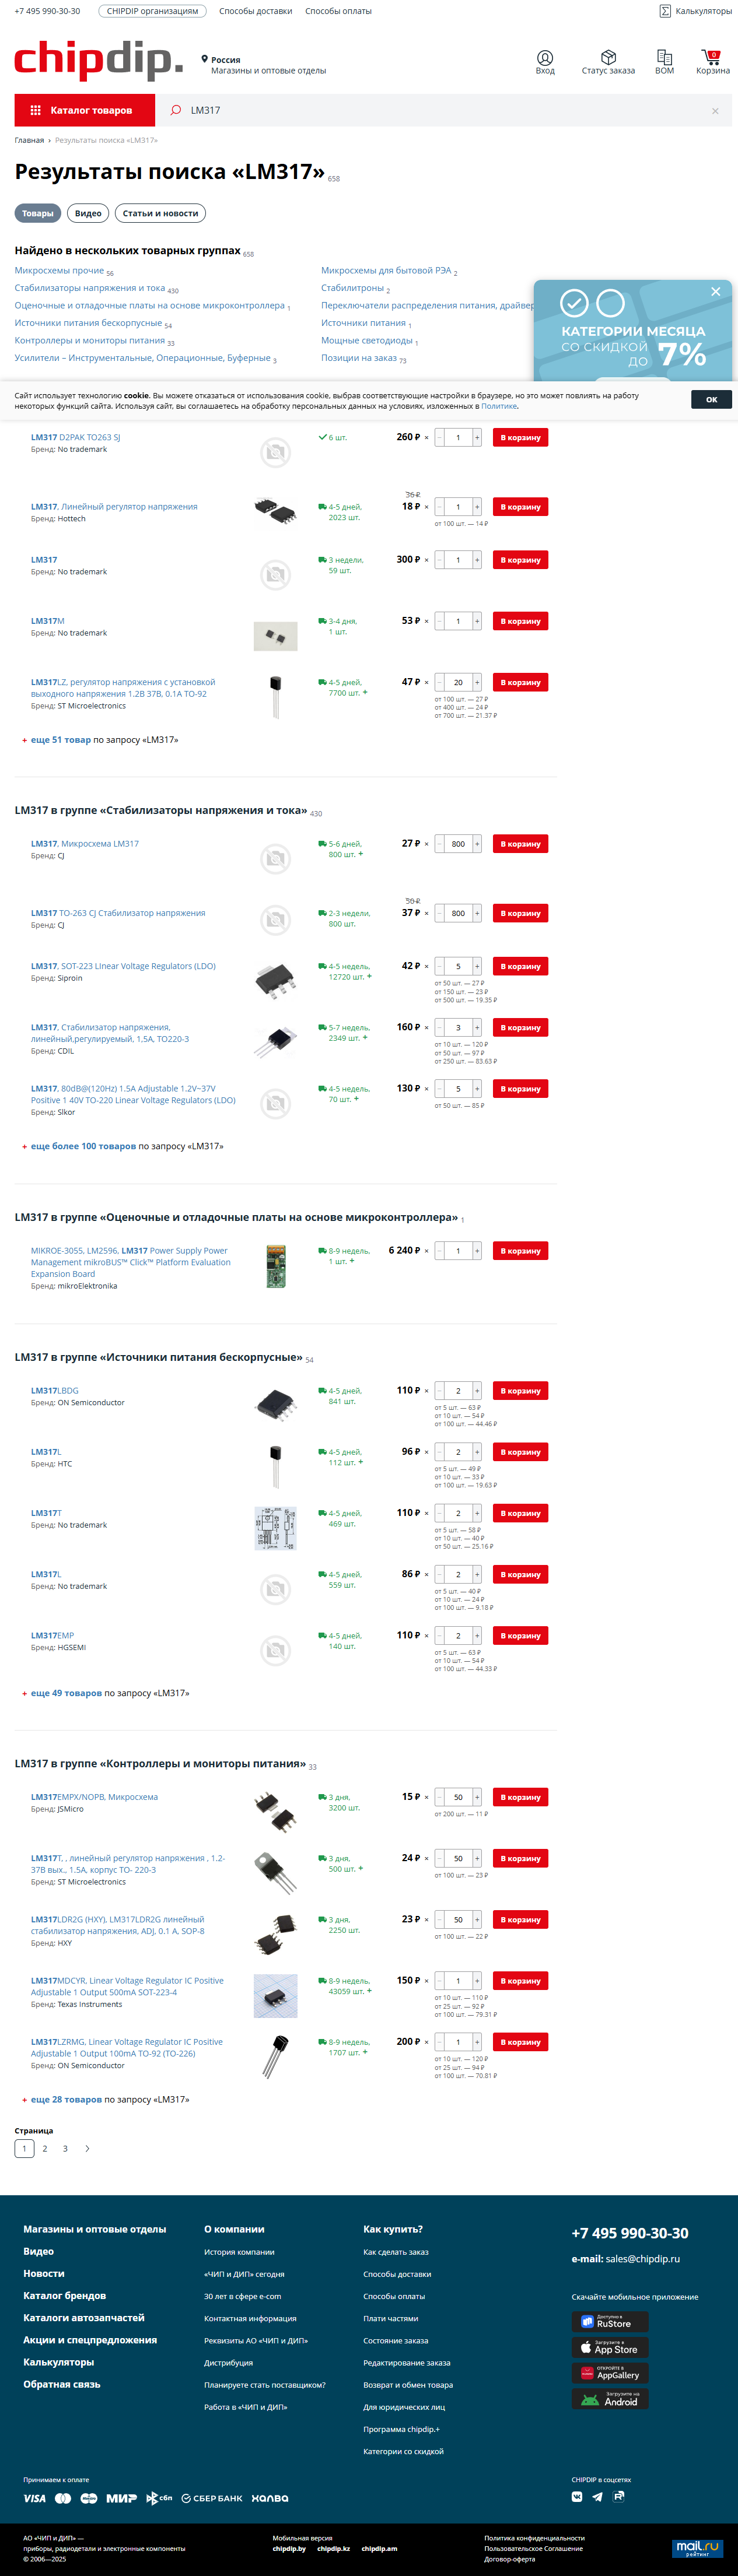 +7 495 990-30-30 CHIPDIP организациям Способы доставки Способы оплаты Калькуляторы
chipdip.
Россия
Магазины и оптовые отделы
Вход Статус заказа BOM 0 Корзина
Каталог товаров LM317
Главная › Результаты поиска «LM317»
Результаты поиска «LM317» 658
Товары Видео Статьи и новости
Найдено в нескольких товарных группах 658
Микросхемы прочие 56
Стабилизаторы напряжения и тока 430
Оценочные и отладочные платы на основе микроконтроллера 1
Источники питания бескорпусные 54
Контроллеры и мониторы питания 33
Усилители – Инструментальные, Операционные, Буферные 3
Микросхемы для бытовой РЭА 2
Стабилитроны 2
Переключатели распределения питания, драйвер
Источники питания 1
Мощные светодиоды 1
Позиции на заказ 73
КАТЕГОРИИ МЕСЯЦА
СО СКИДКОЙ
ДО 7%
Сайт использует технологию cookie. Вы можете отказаться от использования cookie, выбрав соответствующие настройки в браузере, но это может повлиять на работу
некоторых функций сайта. Используя сайт, вы соглашаетесь на обработку персональных данных на условиях, изложенных в Политике.
ОК
LM317 D2PAK TO263 SJ
Бренд: No trademark
6 шт.
260 ₽ × − 1 + В корзину
LM317, Линейный регулятор напряжения
Бренд: Hottech
4-5 дней,
2023 шт.
36 ₽
18 ₽ × − 1 + В корзину
от 100 шт. — 14 ₽
LM317
Бренд: No trademark
3 недели,
59 шт.
300 ₽ × − 1 + В корзину
LM317M
Бренд: No trademark
3-4 дня,
1 шт.
53 ₽ × − 1 + В корзину
LM317LZ, регулятор напряжения с установкой
выходного напряжения 1.2В 37В, 0.1А TO-92
Бренд: ST Microelectronics
4-5 дней,
7700 шт. +
47 ₽ × − 20 + В корзину
от 100 шт. — 27 ₽
от 400 шт. — 24 ₽
от 700 шт. — 21.37 ₽
+ еще 51 товар по запросу «LM317»
LM317 в группе «Стабилизаторы напряжения и тока» 430
LM317, Микросхема LM317
Бренд: CJ
5-6 дней,
800 шт. +
27 ₽ × − 800 + В корзину
LM317 TO-263 CJ Стабилизатор напряжения
Бренд: CJ
2-3 недели,
800 шт.
37 ₽ × − 800 + В корзину
LM317, SOT-223 LInear Voltage Regulators (LDO)
Бренд: Siproin
4-5 недель,
12720 шт. +
42 ₽ × − 5 + В корзину
от 50 шт. — 27 ₽
от 150 шт. — 23 ₽
от 500 шт. — 19.35 ₽
LM317, Стабилизатор напряжения,
линейный,регулируемый, 1,5А, TO220-3
Бренд: CDIL
5-7 недель,
2349 шт. +
160 ₽ × − 3 + В корзину
от 10 шт. — 120 ₽
от 50 шт. — 97 ₽
от 250 шт. — 83.63 ₽
LM317, 80dB@(120Hz) 1.5A Adjustable 1.2V~37V
Positive 1 40V TO-220 Linear Voltage Regulators (LDO)
Бренд: Slkor
4-5 недель,
70 шт. +
130 ₽ × − 5 + В корзину
от 50 шт. — 85 ₽
+ еще более 100 товаров по запросу «LM317»
LM317 в группе «Оценочные и отладочные платы на основе микроконтроллера» 1
MIKROE-3055, LM2596, LM317 Power Supply Power
Management mikroBUS™ Click™ Platform Evaluation
Expansion Board
Бренд: mikroElektronika
8-9 недель,
1 шт. +
6 240 ₽ × − 1 + В корзину
LM317 в группе «Источники питания бескорпусные» 54
LM317LBDG
Бренд: ON Semiconductor
4-5 дней,
841 шт.
110 ₽ × − 2 + В корзину
от 5 шт. — 63 ₽
от 10 шт. — 54 ₽
от 100 шт. — 44.46 ₽
LM317L
Бренд: HTC
4-5 дней,
112 шт. +
96 ₽ × − 2 + В корзину
от 5 шт. — 49 ₽
от 10 шт. — 33 ₽
от 100 шт. — 19.63 ₽
LM317T
Бренд: No trademark
4-5 дней,
469 шт.
110 ₽ × − 2 + В корзину
от 5 шт. — 58 ₽
от 10 шт. — 40 ₽
от 50 шт. — 25.16 ₽
LM317L
Бренд: No trademark
4-5 дней,
559 шт.
86 ₽ × − 2 + В корзину
от 5 шт. — 40 ₽
от 10 шт. — 24 ₽
от 100 шт. — 9.18 ₽
LM317EMP
Бренд: HGSEMI
4-5 дней,
140 шт.
110 ₽ × − 2 + В корзину
от 5 шт. — 63 ₽
от 10 шт. — 54 ₽
от 100 шт. — 44.33 ₽
+ еще 49 товаров по запросу «LM317»
LM317 в группе «Контроллеры и мониторы питания» 33
LM317EMPX/NOPB, Микросхема
Бренд: JSMicro
3 дня,
3200 шт.
15 ₽ × − 50 + В корзину
от 200 шт. — 11 ₽
LM317T, , линейный регулятор напряжения , 1.2-
37В вых., 1.5А, корпус TO- 220-3
Бренд: ST Microelectronics
3 дня,
500 шт. +
24 ₽ × − 50 + В корзину
от 100 шт. — 23 ₽
LM317LDR2G (HXY), LM317LDR2G линейный
стабилизатор напряжения, ADJ, 0.1 A, SOP-8
Бренд: HXY
3 дня,
2250 шт.
23 ₽ × − 50 + В корзину
от 100 шт. — 22 ₽
LM317MDCYR, Linear Voltage Regulator IC Positive
Adjustable 1 Output 500mA SOT-223-4
Бренд: Texas Instruments
8-9 недель,
43059 шт. +
150 ₽ × − 1 + В корзину
от 10 шт. — 110 ₽
от 25 шт. — 92 ₽
от 100 шт. — 79.31 ₽
LM317LZRMG, Linear Voltage Regulator IC Positive
Adjustable 1 Output 100mA TO-92 (TO-226)
Бренд: ON Semiconductor
8-9 недель,
1707 шт. +
200 ₽ × − 1 + В корзину
от 10 шт. — 120 ₽
от 25 шт. — 94 ₽
от 100 шт. — 70.81 ₽
+ еще 28 товаров по запросу «LM317»
Страница
1 2 3
Магазины и оптовые отделы
Видео
Новости
Каталог брендов
Каталоги автозапчастей
Акции и спецпредложения
Калькуляторы
Обратная связь
О компании
История компании
«ЧИП и ДИП» сегодня
30 лет в сфере e-com
Контактная информация
Реквизиты АО «ЧИП и ДИП»
Дистрибуция
Планируете стать поставщиком?
Работа в «ЧИП и ДИП»
Как купить?
Как сделать заказ
Способы доставки
Способы оплаты
Плати частями
Состояние заказа
Редактирование заказа
Возврат и обмен товара
Для юридических лиц
Программа chipdip.+
Категории со скидкой
+7 495 990-30-30
e-mail: sales@chipdip.ru
Скачайте мобильное приложение
Доступно в
RuStore
Загрузите в
App Store
ОТКРОЙТЕ В
AppGallery
Загрузите на
Android
Принимаем к оплате
VISA МИР сбп СБЕР БАНК ХАЛВА
CHIPDIP в соцсетях
АО «ЧИП и ДИП» —
приборы, радиодетали и электронные компоненты
© 2006—2025
Мобильная версия
chipdip.by chipdip.kz chipdip.am
Политика конфиденциальности
Пользовательское Соглашение
Договор-оферта
mail.ru
рейтинг